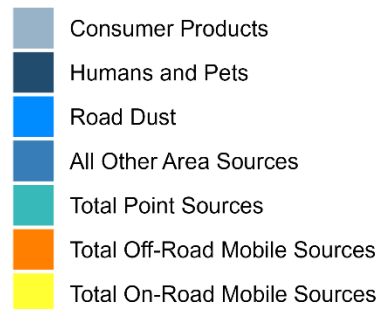 Consumer Products
Humans and Pets
Road Dust
All Other Area Sources
Total Point Sources
Total Off-Road Mobile Sources
Total On-Road Mobile Sources